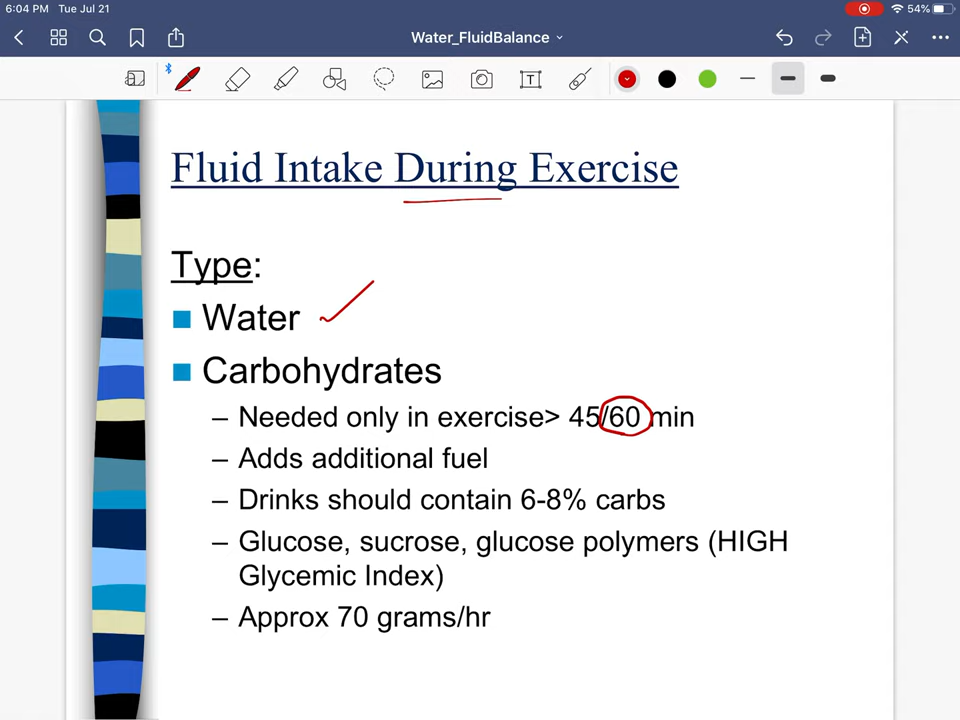 6:04 PM Tue Jul 21
54%
Water_FluidBalance
T
Fluid Intake During Exercise
Type:
Water
Carbohydrates
– Needed only in exercise> 45/60 min
– Adds additional fuel
– Drinks should contain 6-8% carbs
– Glucose, sucrose, glucose polymers (HIGH
Glycemic Index)
– Approx 70 grams/hr